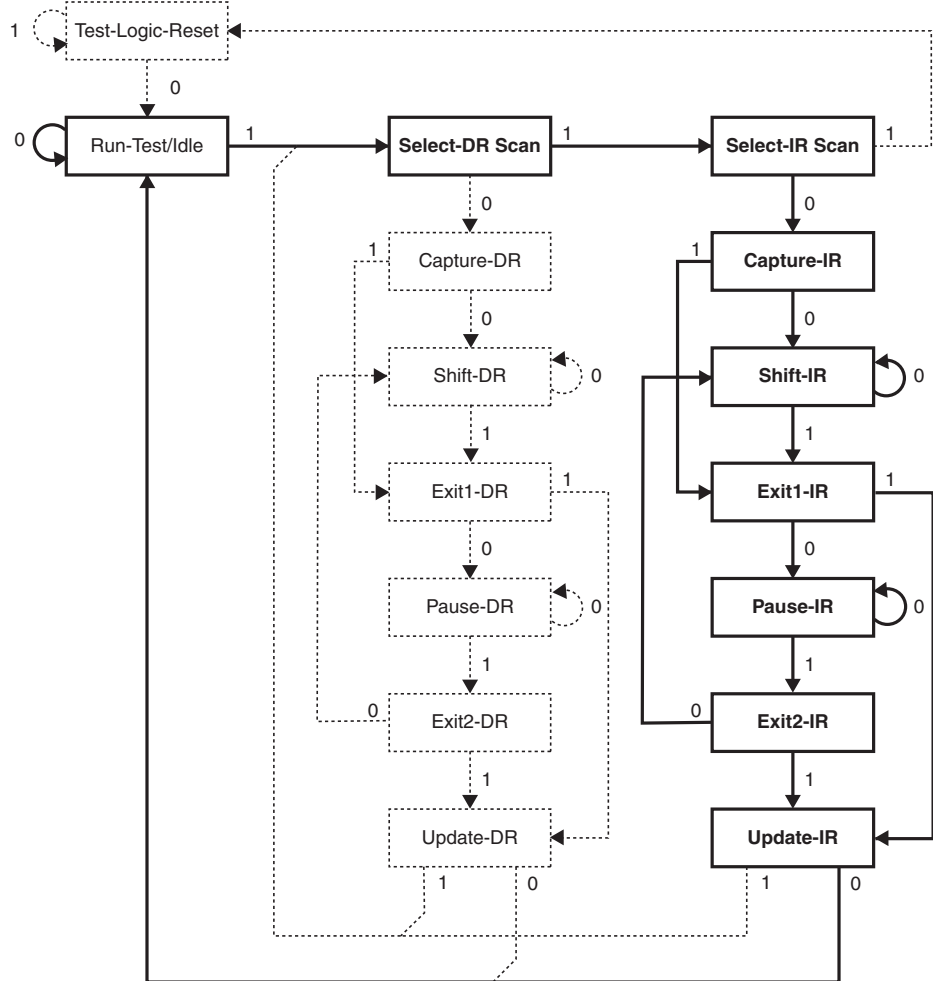 1 Test-Logic-Reset
0
0 Run-Test/Idle 1 Select-DR Scan 1 Select-IR Scan 1
0 0
1 Capture-DR 1 Capture-IR
0 0
Shift-DR 0 Shift-IR 0
1 1
Exit1-DR 1 Exit1-IR 1
0 0
Pause-DR 0 Pause-IR 0
1 1
0 Exit2-DR 0 Exit2-IR
1 1
Update-DR Update-IR
1 0 1 0